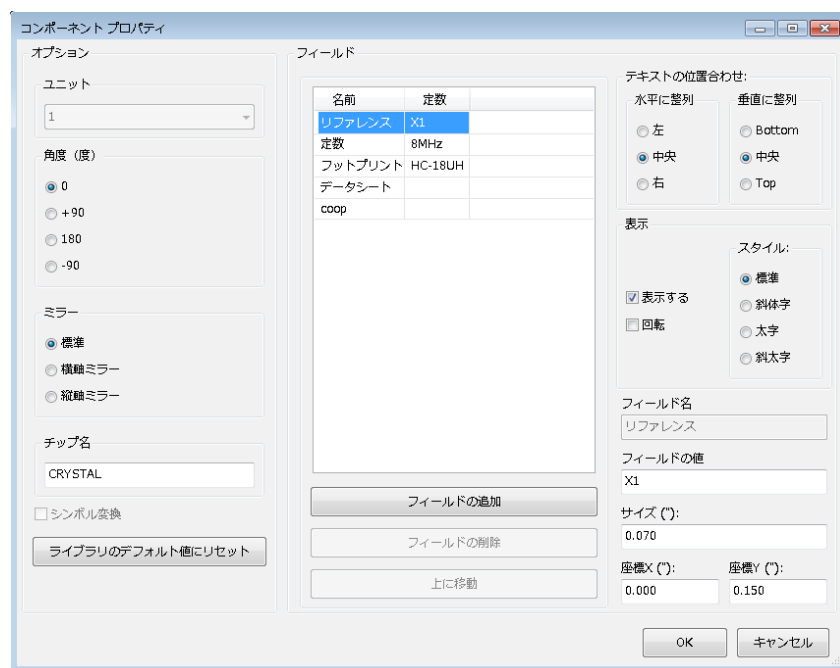 コンポーネント プロパティ
オプション
ユニット
1
角度 (度)
0
+90
180
-90
ミラー
標準
横軸ミラー
縦軸ミラー
チップ名
CRYSTAL
シンボル変換
ライブラリのデフォルト値にリセット
フィールド
名前 定数
リファレンス X1
定数 8MHz
フットプリント HC-18UH
データシート
coop
フィールドの追加
フィールドの削除
上に移動
テキストの位置合わせ:
水平に整列
左
中央
右
垂直に整列
Bottom
中央
Top
表示
表示する
回転
スタイル:
標準
斜体字
太字
斜太字
フィールド名
リファレンス
フィールドの値
X1
サイズ ("):
0.070
座標X ("): 座標Y ("):
0.000 0.150
OK キャンセル